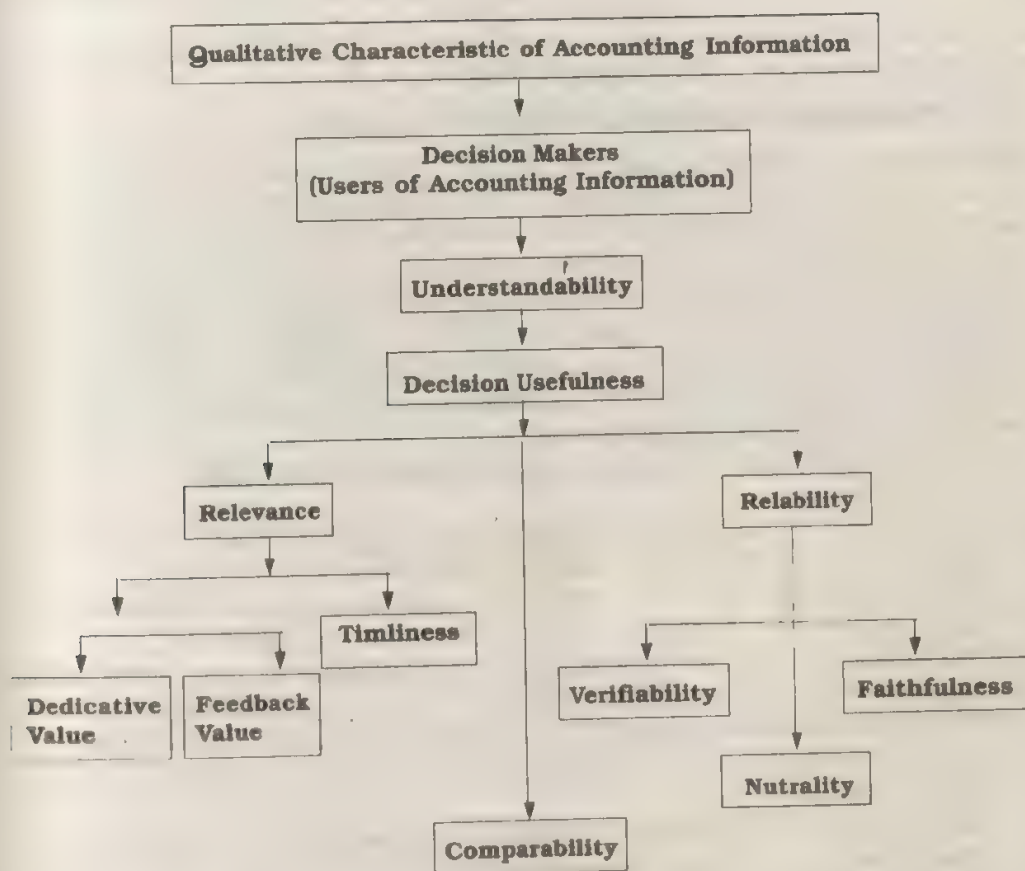 Qualitative Characteristic of Accounting Information
Decision Makers
(Users of Accounting Information)
Understandability
Decision Usefulness
Relevance
Relability
Timliness
Verifiability
Faithfulness
Dedicative
Value
Feedback
Value
Nutrality
Comparability